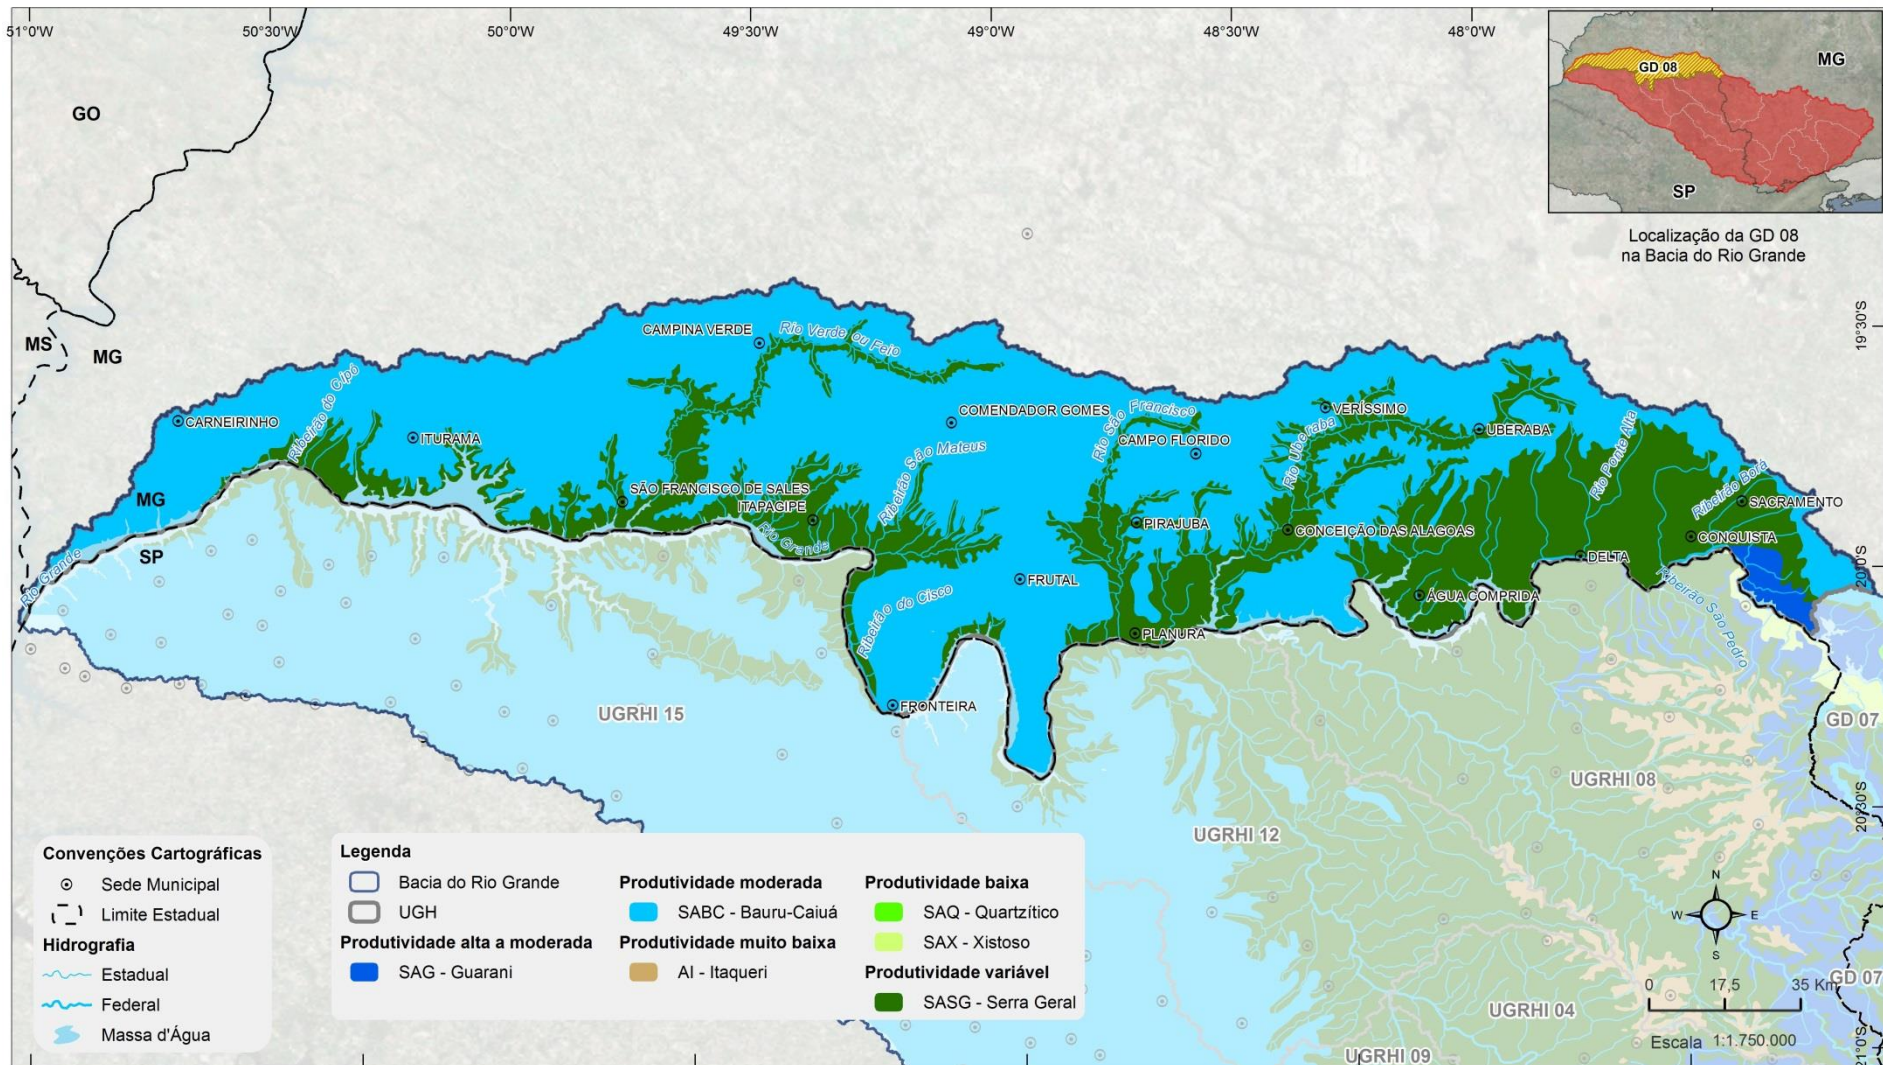 51°0'W
50°30'W
50°0'W
49°30'W
49°0'W
48°30'W
48°0'W
GD 08
MG
SP
Localização da GD 08
na Bacia do Rio Grande
GO
MS
MG
19°30'S
CAMPINA VERDE
Rio Verde ou Feio
CARNEIRINHO
Ribeirão do Cipó
ITURAMA
COMENDADOR GOMES
Rio São Francisco
CAMPO FLORIDO
VERÍSSIMO
UBERABA
Rio Uberaba
Rio Ponte Alta
Ribeirão São Mateus
SÃO FRANCISCO DE SALES
ITAPAGIPE
Rio Grande
PIRAJUBA
CONCEIÇÃO DAS ALAGOAS
Ribeirão Borá
SACRAMENTO
CONQUISTA
MG
SP
Rio Grande
DELTA
20°0'S
FRUTAL
ÁGUA COMPRIDA
Ribeirão do Cisco
Ribeirão Sao Pedro
PLANURA
FRONTEIRA
UGRHI 15
GD 07
UGRHI 08
20°30'S
UGRHI 12
GD 07
UGRHI 04
UGRHI 09
21°0'S
Convenções Cartográficas
Sede Municipal
Limite Estadual
Hidrografia
Estadual
Federal
Massa d'Água
Legenda
Bacia do Rio Grande
UGH
Produtividade alta a moderada
SAG - Guarani
Produtividade moderada
SABC - Bauru-Caiuá
Produtividade muito baixa
AI - Itaqueri
Produtividade baixa
SAQ - Quartzítico
SAX - Xistoso
Produtividade variável
SASG - Serra Geral
N
W
E
S
0
17,5
35 Km
Escala 1:1.750.000